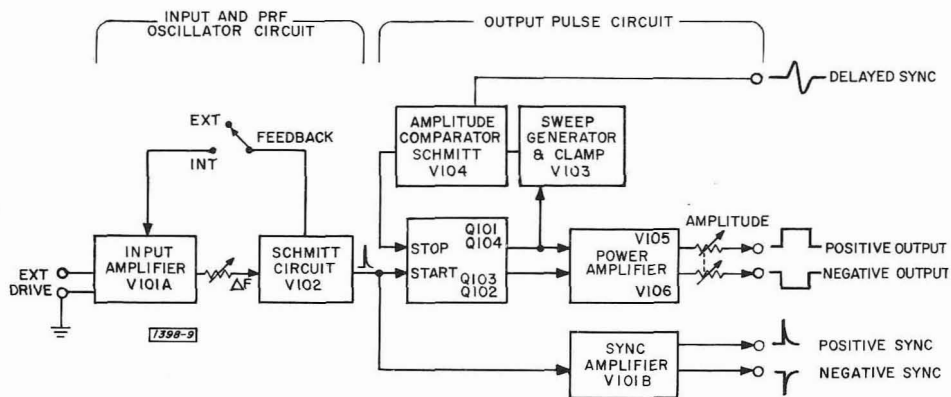 INPUT AND PRF
OSCILLATOR CIRCUIT
OUTPUT PULSE CIRCUIT
DELAYED SYNC
AMPLITUDE
COMPARATOR
SCHMITT
V104
SWEEP
GENERATOR
& CLAMP
V103
EXT
FEEDBACK
INT
INPUT
AMPLIFIER
V101A
ΔF
SCHMITT
CIRCUIT
V102
STOP
START
Q101
Q104
Q103
Q102
V105
POWER
AMPLIFIER
V106
AMPLITUDE
POSITIVE OUTPUT
NEGATIVE OUTPUT
EXT
DRIVE
1398-9
SYNC
AMPLIFIER
V101B
POSITIVE SYNC
NEGATIVE SYNC